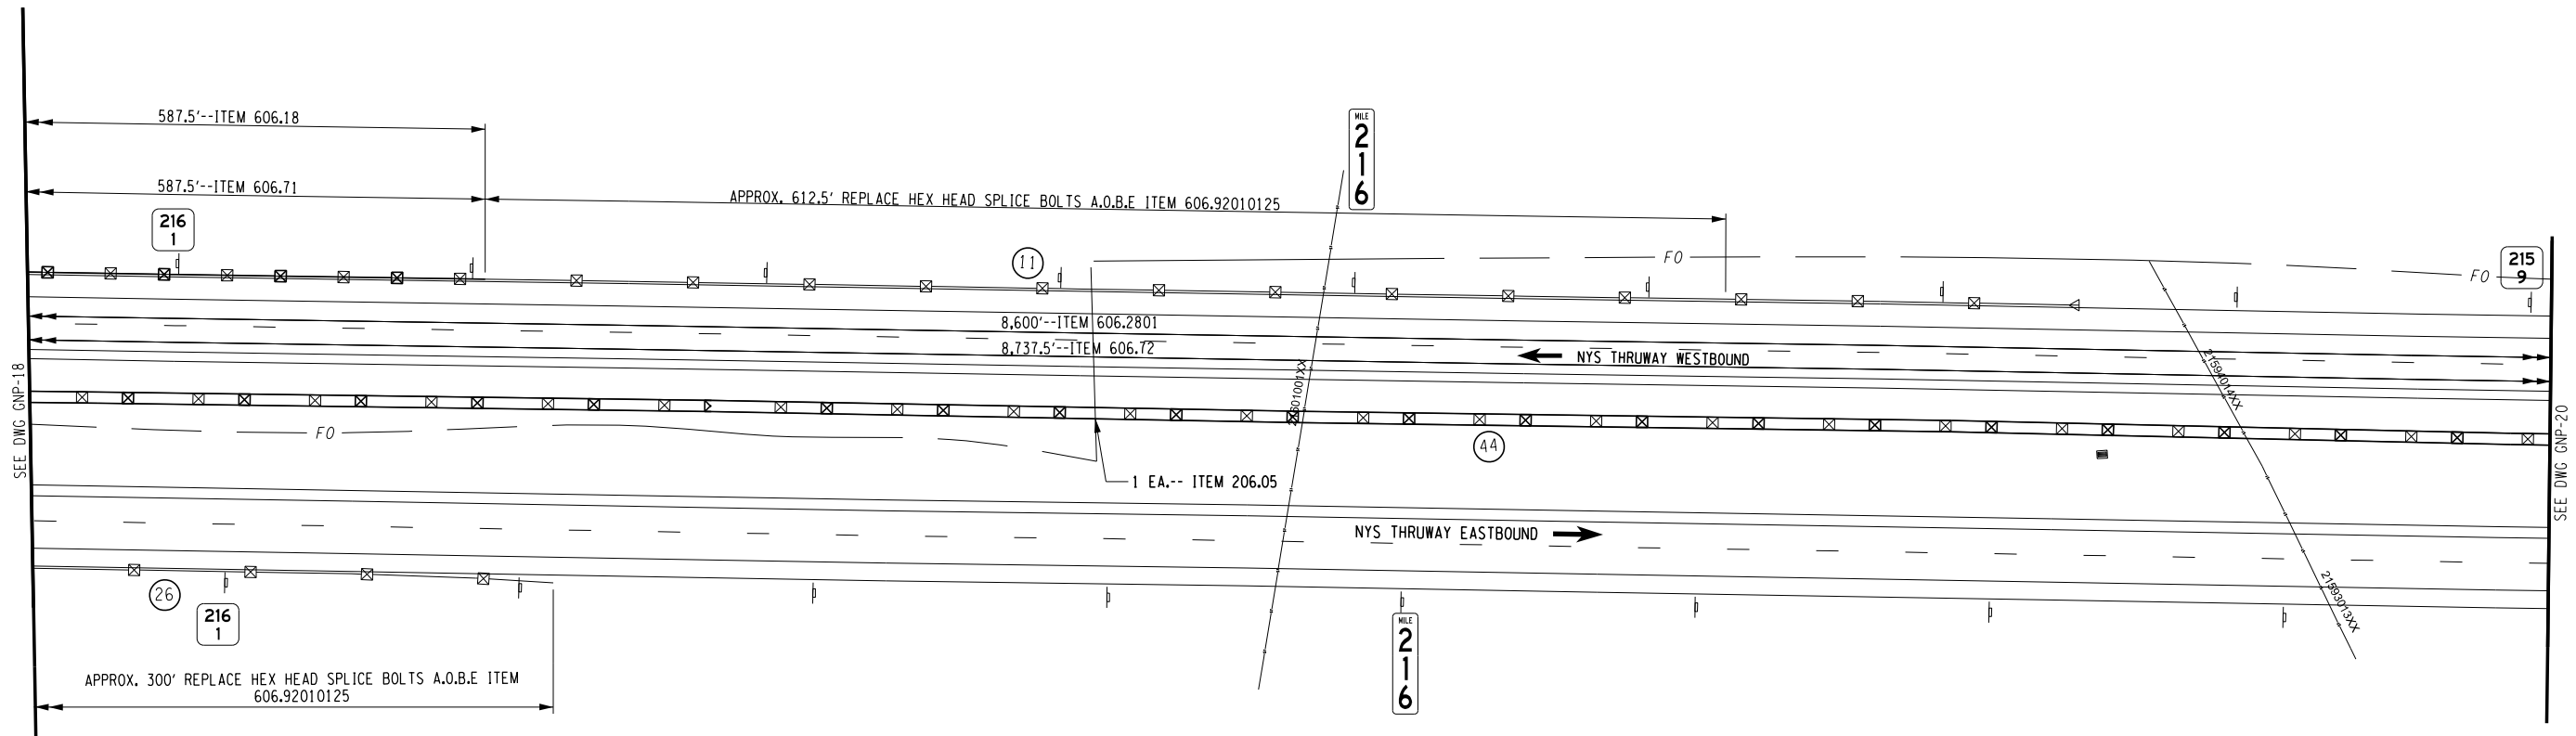 587.5'--ITEM 606.18
587.5'--ITEM 606.71
APPROX. 612.5' REPLACE HEX HEAD SPLICE BOLTS A.O.B.E ITEM 606.92010125
MILE
2
1
6
216
1
11
FO
FO
215
9
8,600'--ITEM 606.2801
8,737.5'--ITEM 606.72
NYS THRUWAY WESTBOUND
SEE DWG GNP-18
SEE DWG GNP-20
21594014XX
FO
44
1 EA.-- ITEM 206.05
NYS THRUWAY EASTBOUND
21593013XX
26
216
1
MILE
2
1
6
APPROX. 300' REPLACE HEX HEAD SPLICE BOLTS A.O.B.E ITEM
606.92010125